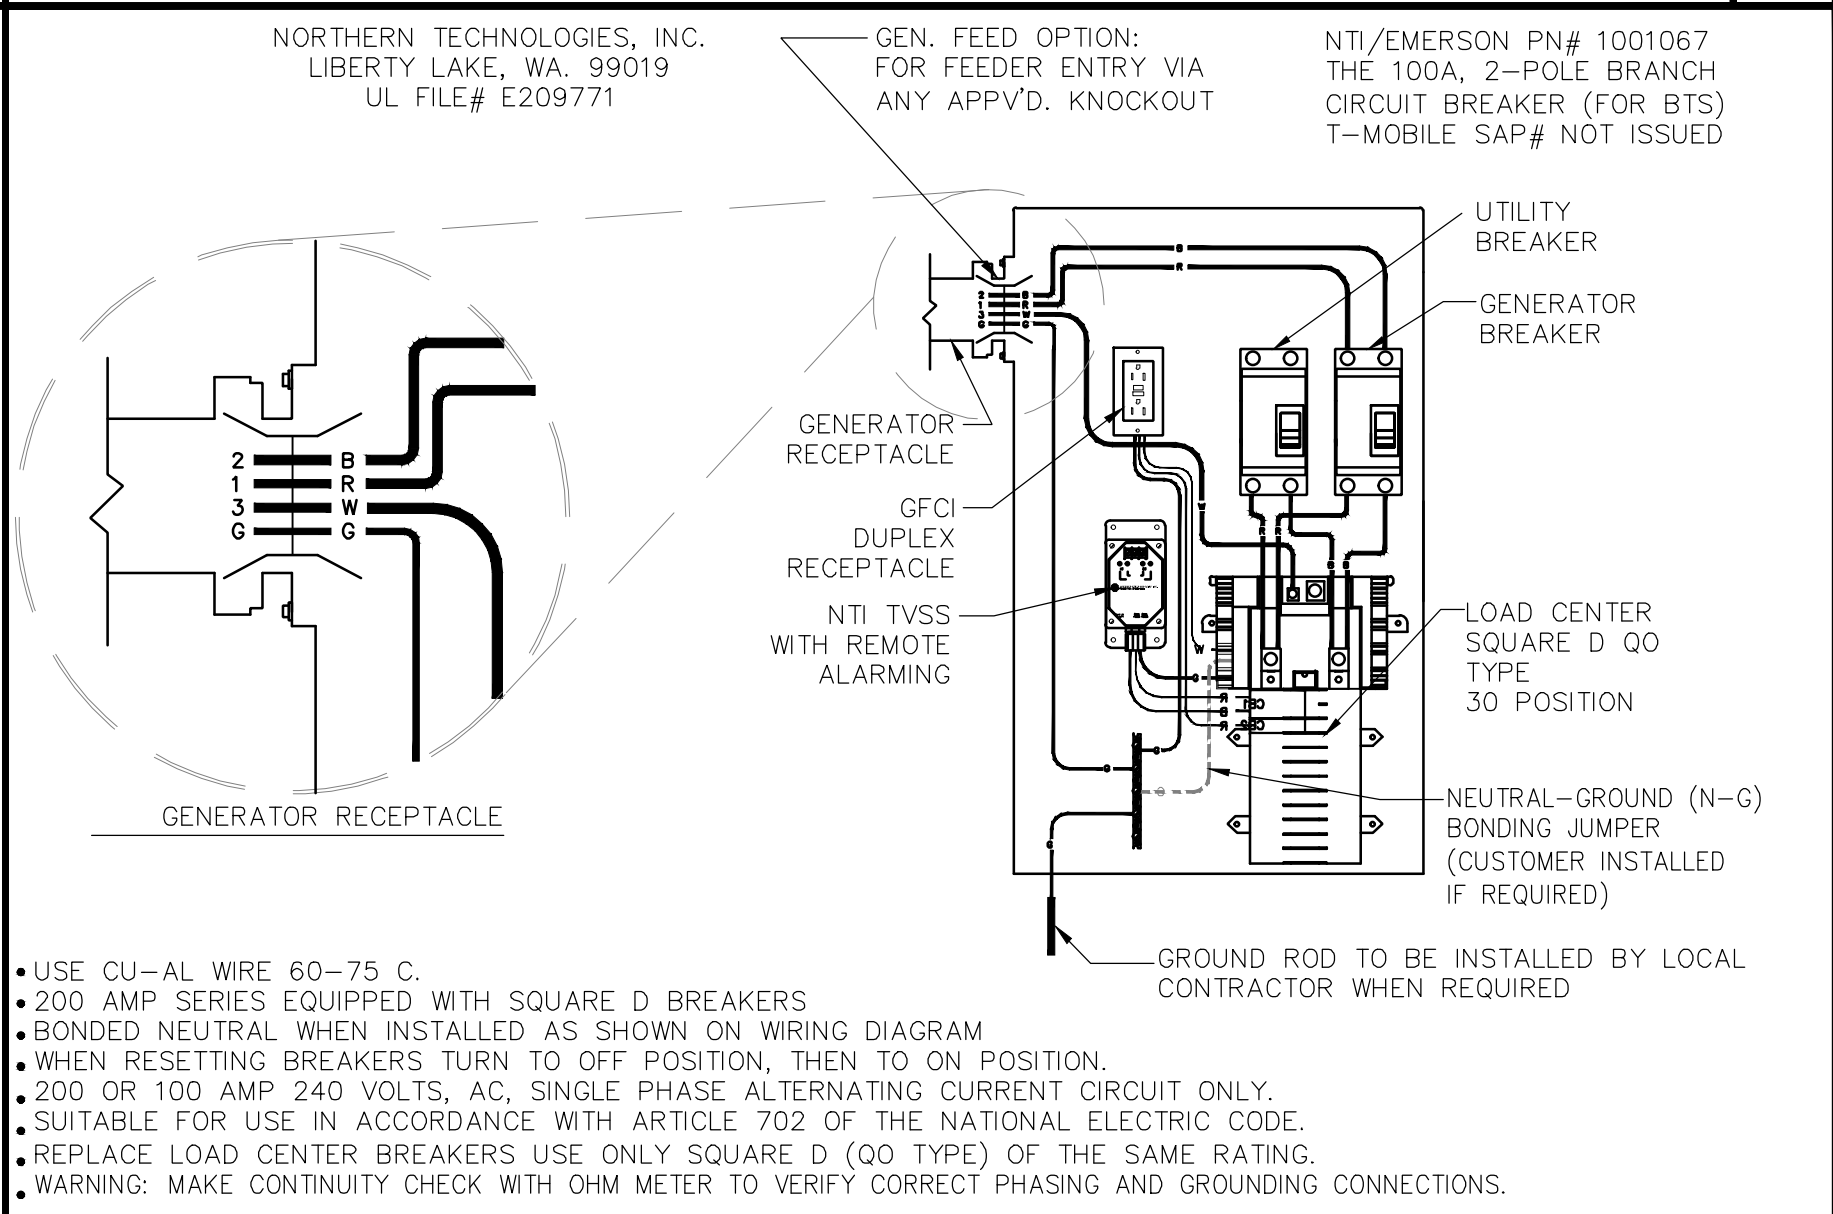 NORTHERN TECHNOLOGIES, INC.
LIBERTY LAKE, WA. 99019
UL FILE# E209771
GEN. FEED OPTION:
FOR FEEDER ENTRY VIA
ANY APPV'D. KNOCKOUT
NTI/EMERSON PN# 1001067
THE 100A, 2-POLE BRANCH
CIRCUIT BREAKER (FOR BTS)
T-MOBILE SAP# NOT ISSUED
UTILITY
BREAKER
GENERATOR
BREAKER
B
R
2 B
1 R
3 W
G G
2 B
1 R
3 W
G G
GENERATOR
RECEPTACLE
GFCI
DUPLEX
RECEPTACLE
NTI TVSS
WITH REMOTE
ALARMING
W
R R
B B
W
G
R CB1
B
R CB2
G
G
G
G
LOAD CENTER
SQUARE D QO
TYPE
30 POSITION
GENERATOR RECEPTACLE
NEUTRAL-GROUND (N-G)
BONDING JUMPER
(CUSTOMER INSTALLED
IF REQUIRED)
GROUND ROD TO BE INSTALLED BY LOCAL
CONTRACTOR WHEN REQUIRED
• USE CU-AL WIRE 60-75 C.
• 200 AMP SERIES EQUIPPED WITH SQUARE D BREAKERS
• BONDED NEUTRAL WHEN INSTALLED AS SHOWN ON WIRING DIAGRAM
• WHEN RESETTING BREAKERS TURN TO OFF POSITION, THEN TO ON POSITION.
• 200 OR 100 AMP 240 VOLTS, AC, SINGLE PHASE ALTERNATING CURRENT CIRCUIT ONLY.
• SUITABLE FOR USE IN ACCORDANCE WITH ARTICLE 702 OF THE NATIONAL ELECTRIC CODE.
• REPLACE LOAD CENTER BREAKERS USE ONLY SQUARE D (QO TYPE) OF THE SAME RATING.
• WARNING: MAKE CONTINUITY CHECK WITH OHM METER TO VERIFY CORRECT PHASING AND GROUNDING CONNECTIONS.